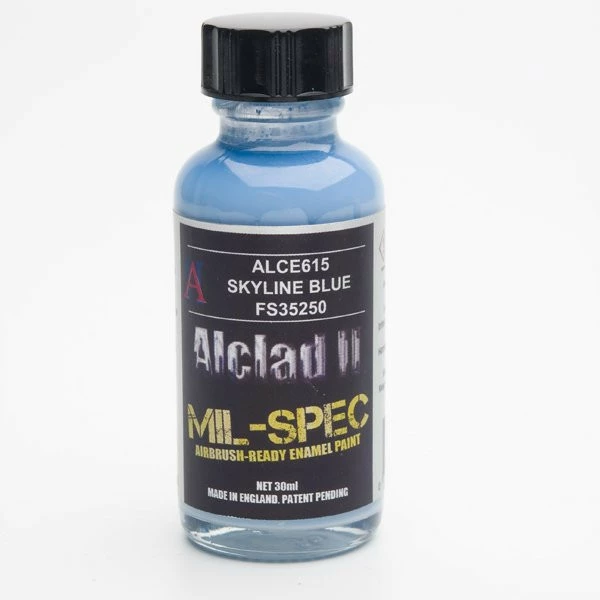 A
ALCE615
SKYLINE BLUE
FS35250
Alclad II
MIL-SPEC
AIRBRUSH-READY ENAMEL PAINT
NET 30ml
MADE IN ENGLAND. PATENT PENDING